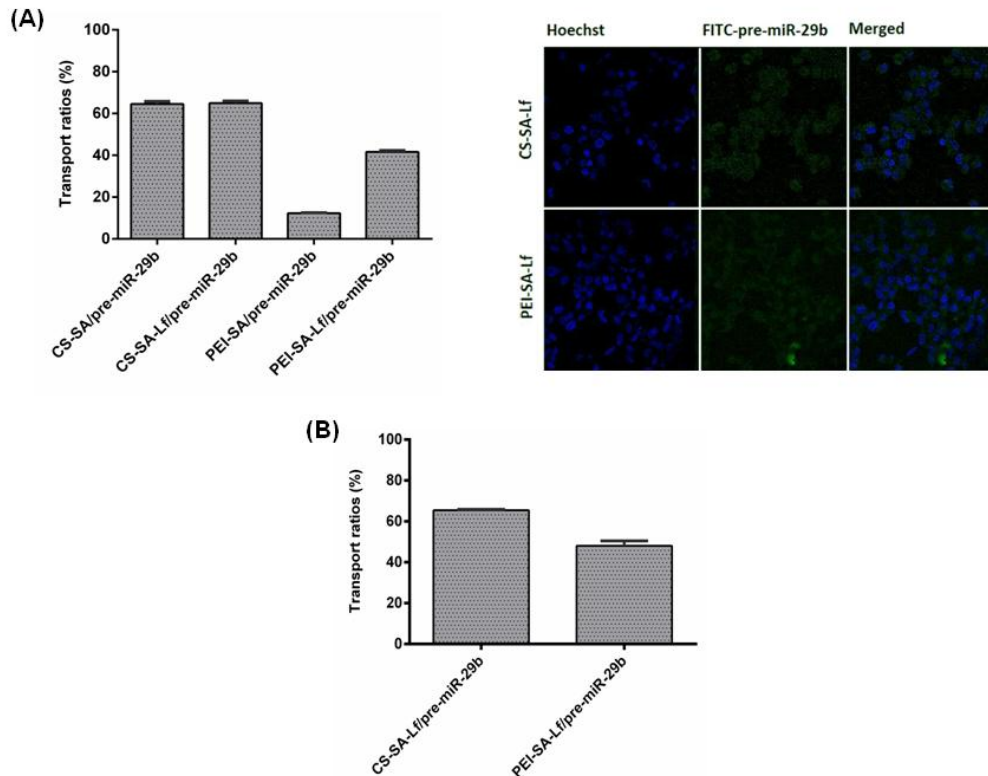 (A)
Transport ratios (%)
100
80
60
40
20
0
CS-SA/pre-miR-29b
CS-SA-Lf/pre-miR-29b
PEI-SA/pre-miR-29b
PEI-SA-Lf/pre-miR-29b
Hoechst FITC-pre-miR-29b Merged
CS-SA-Lf
PEI-SA-Lf
(B)
Transport ratios (%)
100
80
60
40
20
0
CS-SA-Lf/pre-miR-29b
PEI-SA-Lf/pre-miR-29b